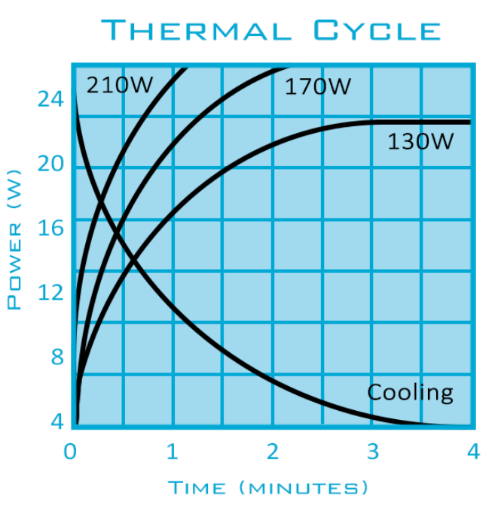 THERMAL CYCLE
210W
170W
130W
Cooling
POWER (W)
24
20
16
12
8
4
0 1 2 3 4
TIME (MINUTES)